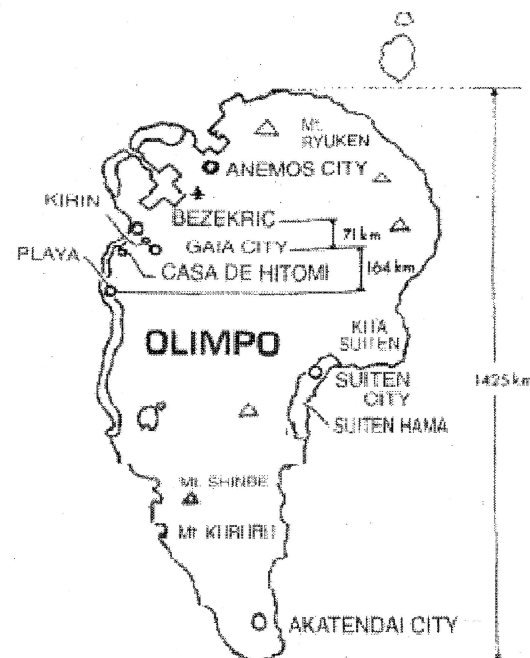 Mt.
RYUKEN
ANEMOS CITY
KIRIN
BEZEKRIC
71 km
GAIA CITY
PLAYA
CASA DE HITOMI
164 km
OLIMPO
KITA
SUITEN
SUITEN
CITY
1425 km
SUITEN HAMA
Mt. SHINBE
AKATENDAI CITY